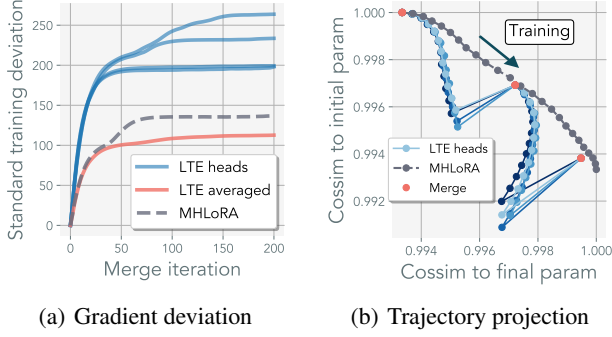 Standard training deviation
250
200
150
100
50
0
LTE heads
LTE averaged
MHLoRA
0
50
100
150
200
Merge iteration
(a) Gradient deviation
Cossim to initial param
1.000
0.998
0.996
0.994
0.992
Training
LTE heads
MHLoRA
Merge
0.994
0.996
0.998
1.000
Cossim to final param
(b) Trajectory projection